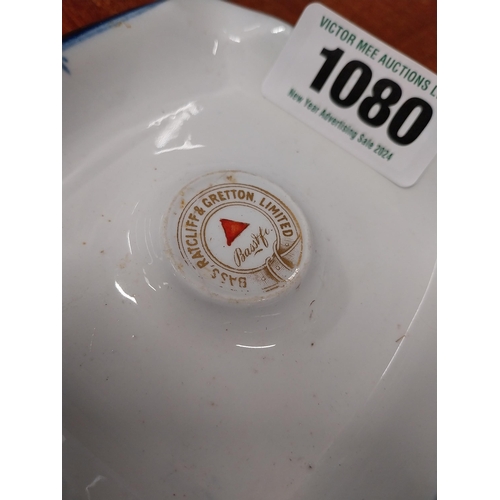 VICTOR MEE AUCTIONS L
1080
New Year Advertising Sale 2024
BASS, RATCLIFF & GRETTON, LIMITED
Bass & Co.